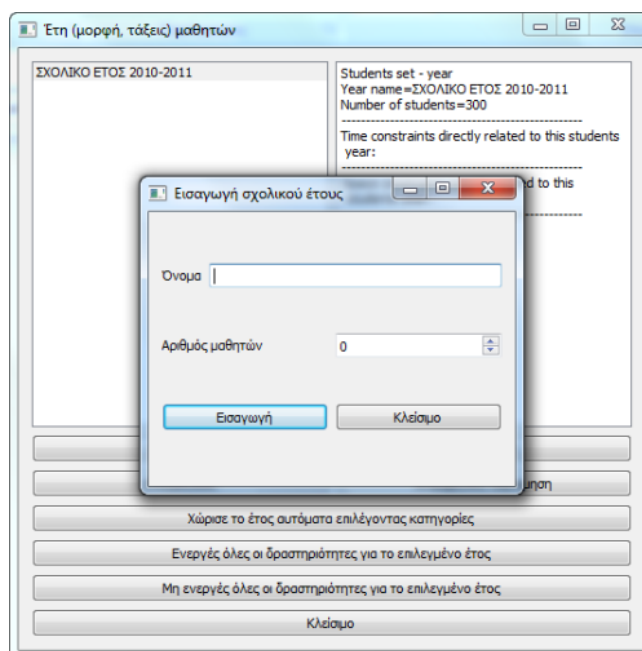 Έτη (μορφή, τάξεις) μαθητών
ΣΧΟΛΙΚΟ ΕΤΟΣ 2010-2011
Students set - year
Year name=ΣΧΟΛΙΚΟ ΕΤΟΣ 2010-2011
Number of students=300
------------------------------------------------
Time constraints directly related to this students
year:
------------------------------------------------
to this
Εισαγωγή σχολικού έτους
Όνομα
Αριθμός μαθητών
0
Εισαγωγή
Κλείσιμο
Χώρισε το έτος αυτόματα επιλέγοντας κατηγορίες
Ενεργές όλες οι δραστηριότητες για το επιλεγμένο έτος
Μη ενεργές όλες οι δραστηριότητες για το επιλεγμένο έτος
Κλείσιμο